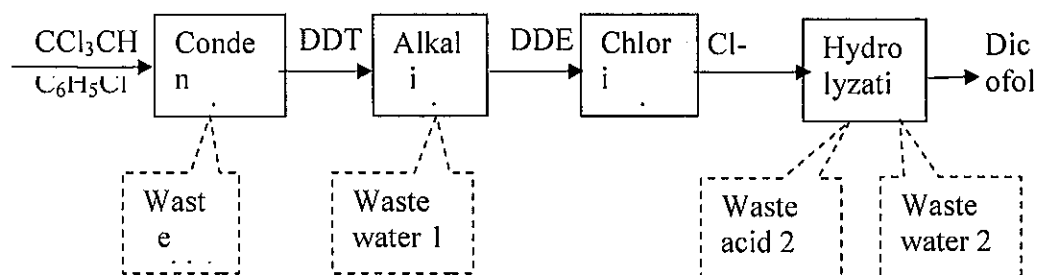 CCl₃CH
C₆H₅Cl
Conde
n
.
DDT
Alkal
i
.
DDE
Chlor
i
.
Cl-
Hydro
lyzati
Dic
ofol
Wast
e
. . .
Waste
water 1
Waste
acid 2
Waste
water 2